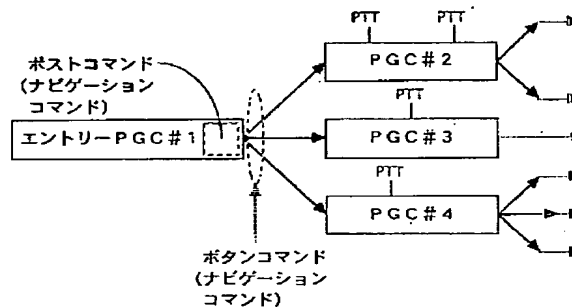 PTT
PTT
ポストコマンド
(ナビゲーション
コマンド)
PGC#2
PTT
エントリーPGC#1
PGC#3
PTT
PGC#4
ボタンコマンド
(ナビゲーション
コマンド)